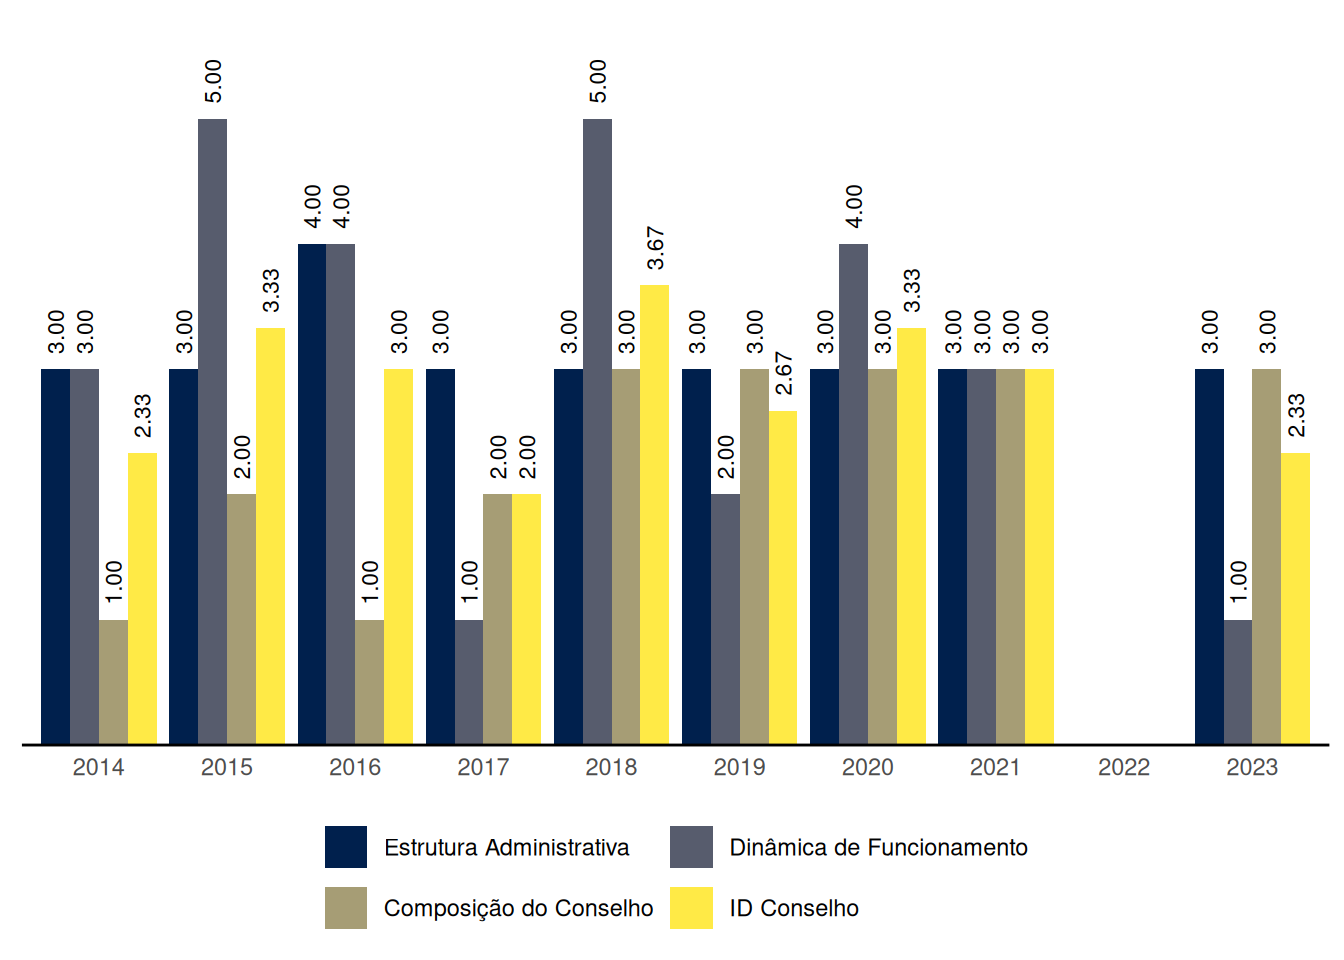 3.00 3.00 1.00 2.33 3.00 5.00 2.00 3.33 4.00 4.00 1.00 3.00 3.00 1.00 2.00 2.00 3.00 5.00 3.00 3.67 3.00 2.00 3.00 2.67 3.00 4.00 3.00 3.33 3.00 3.00 3.00 3.00 3.00 1.00 3.00 2.33
2014 2015 2016 2017 2018 2019 2020 2021 2022 2023
Estrutura Administrativa Dinâmica de Funcionamento
Composição do Conselho ID Conselho